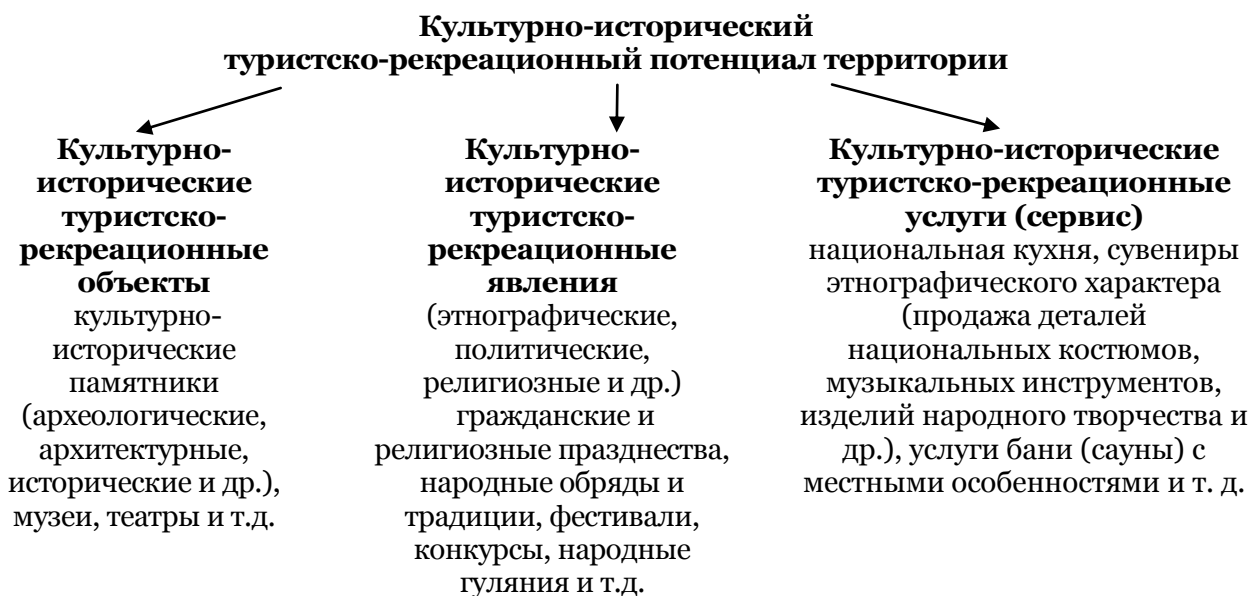 Культурно-исторический
туристско-рекреационный потенциал территории
Культурно-
исторические
туристско-
рекреационные
объекты
культурно-
исторические
памятники
(археологические,
архитектурные,
исторические и др.),
музеи, театры и т.д.
Культурно-
исторические
туристско-
рекреационные
явления
(этнографические,
политические,
религиозные и др.)
гражданские и
религиозные празднества,
народные обряды и
традиции, фестивали,
конкурсы, народные
гуляния и т.д.
Культурно-исторические
туристско-рекреационные
услуги (сервис)
национальная кухня, сувениры
этнографического характера
(продажа деталей
национальных костюмов,
музыкальных инструментов,
изделий народного творчества и
др.), услуги бани (сауны) с
местными особенностями и т. д.